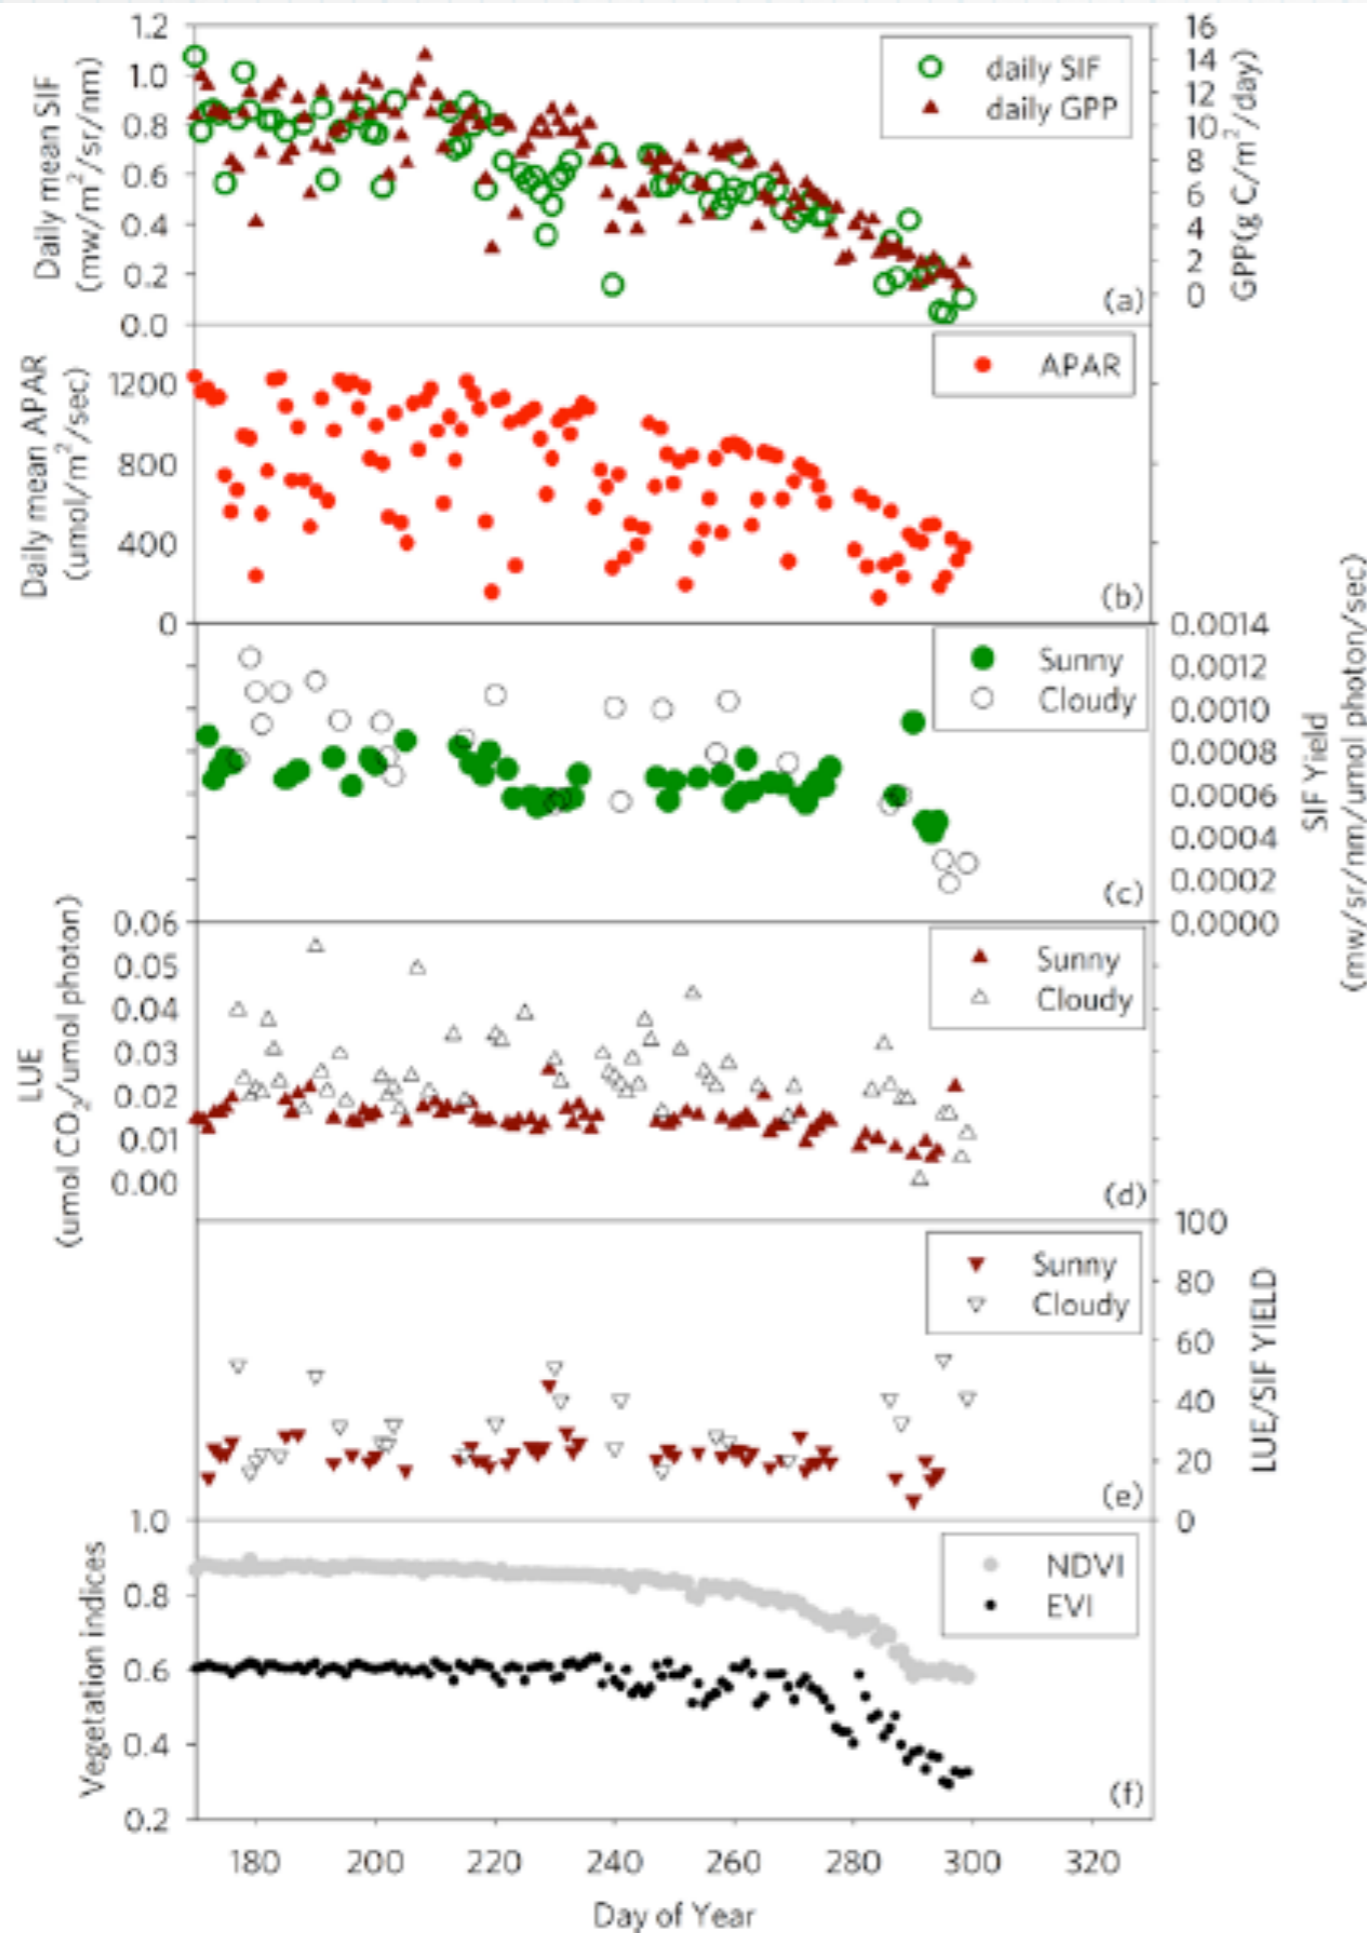 1.2
1.0
0.8
0.6
0.4
0.2
0.0
Daily mean SIF
(mw/m²/sr/nm)
16
14
12
10
8
6
4
2
0
GPP(g C/m²/day)
daily SIF
daily GPP
(a)
Daily mean APAR
(umol/m²/sec)
1200
800
400
0
APAR
(b)
0.0014
0.0012
0.0010
0.0008
0.0006
0.0004
0.0002
0.0000
SIF Yield
(mw/sr/nm/umol photon/sec)
Sunny
Cloudy
(c)
LUE
(umol CO₂/umol photon)
0.06
0.05
0.04
0.03
0.02
0.01
0.00
Sunny
Cloudy
(d)
100
80
60
40
20
0
LUE/SIF YIELD
Sunny
Cloudy
(e)
Vegetation indices
1.0
0.8
0.6
0.4
0.2
NDVI
EVI
(f)
180 200 220 240 260 280 300 320
Day of Year